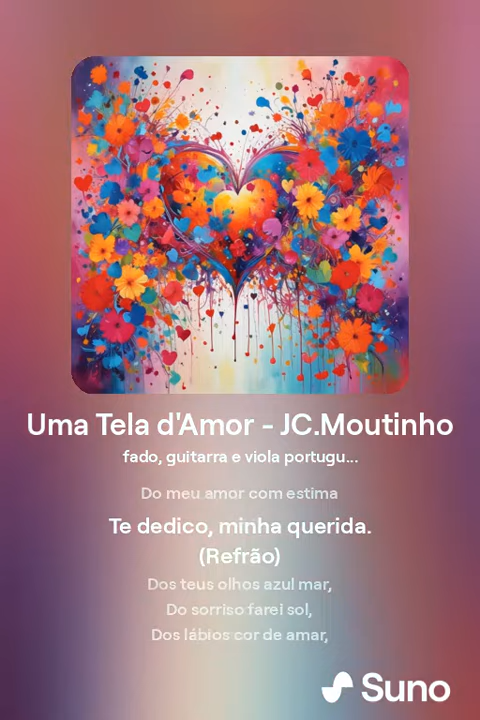 Uma Tela d'Amor - JC.Moutinho
fado, guitarra e viola portugu...
Do meu amor com estima
Te dedico, minha querida.
(Refrão)
Dos teus olhos azul mar,
Do sorriso farei sol,
Dos lábios cor de amar,
Suno